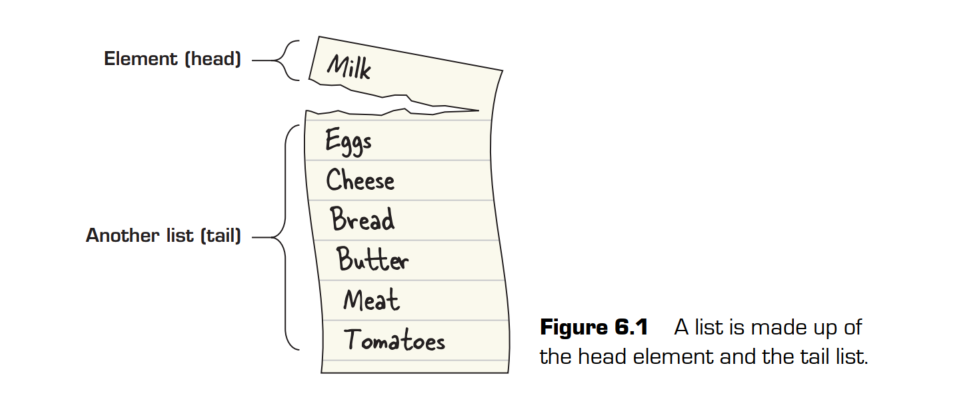 Element (head)
Milk
Eggs
Cheese
Bread
Another list (tail)
Butter
Meat
Tomatoes
Figure 6.1 A list is made up of
the head element and the tail list.